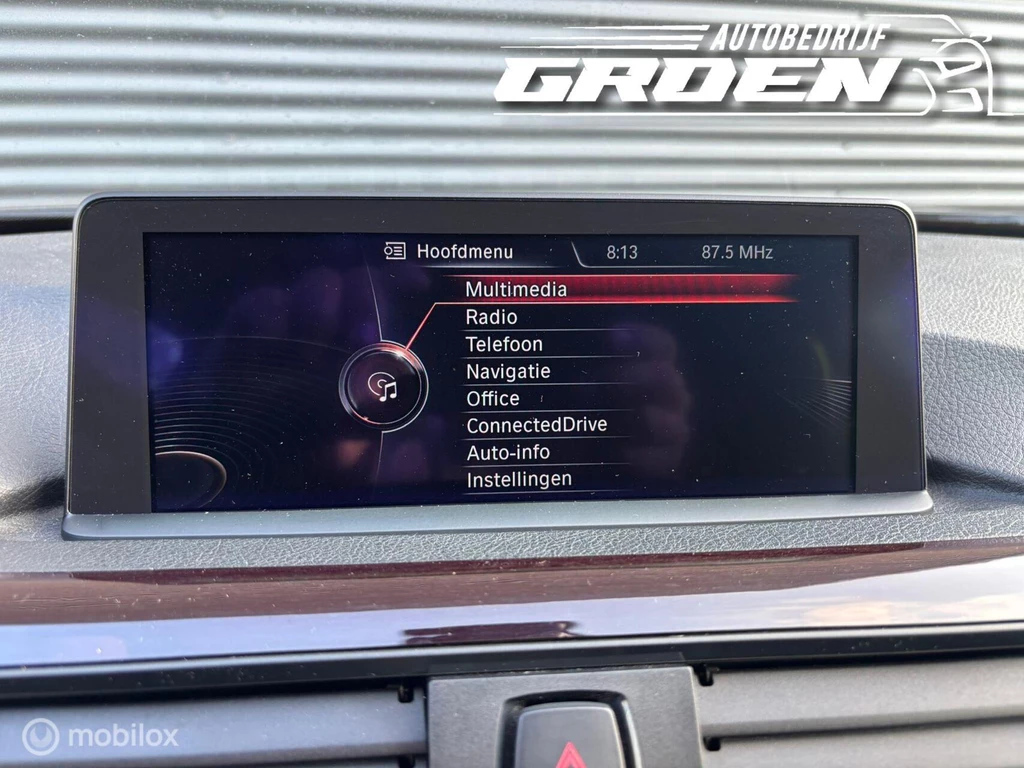 AUTOBEDRIJF
GROEN
Hoofdmenu 8:13 87.5 MHz
Multimedia
Radio
Telefoon
Navigatie
Office
ConnectedDrive
Auto-info
Instellingen
mobilox